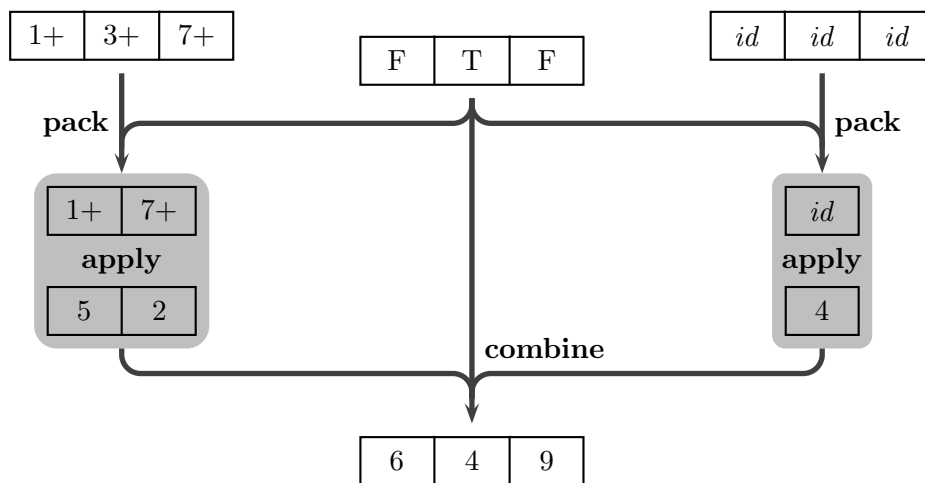 1+ 3+ 7+
F T F
id id id
pack
pack
1+ 7+
apply
5 2
id
apply
4
combine
6 4 9